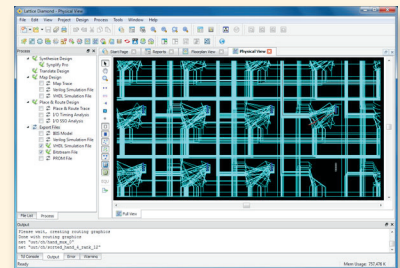 Lattice Diamond - Physical View
File Edit View Project Design Process Tools Window Help
Start Page Reports Floorplan View Physical View
Process
Synthesize Design
Synplify Pro
Translate Design
Map Design
Map Trace
Verilog Simulation File
VHDL Simulation File
Place & Route Design
Place & Route Trace
I/O Timing Analysis
I/O SSO Analysis
Export Files
IBIS Model
Verilog Simulation File
VHDL Simulation File
Bitstream File
PROM File
File List Process
Full View
Output
Please wait, creating routing graphics
Done with routing graphics
Tcl Console Output Error Warning
Ready
Mem Usage: 757,476 K